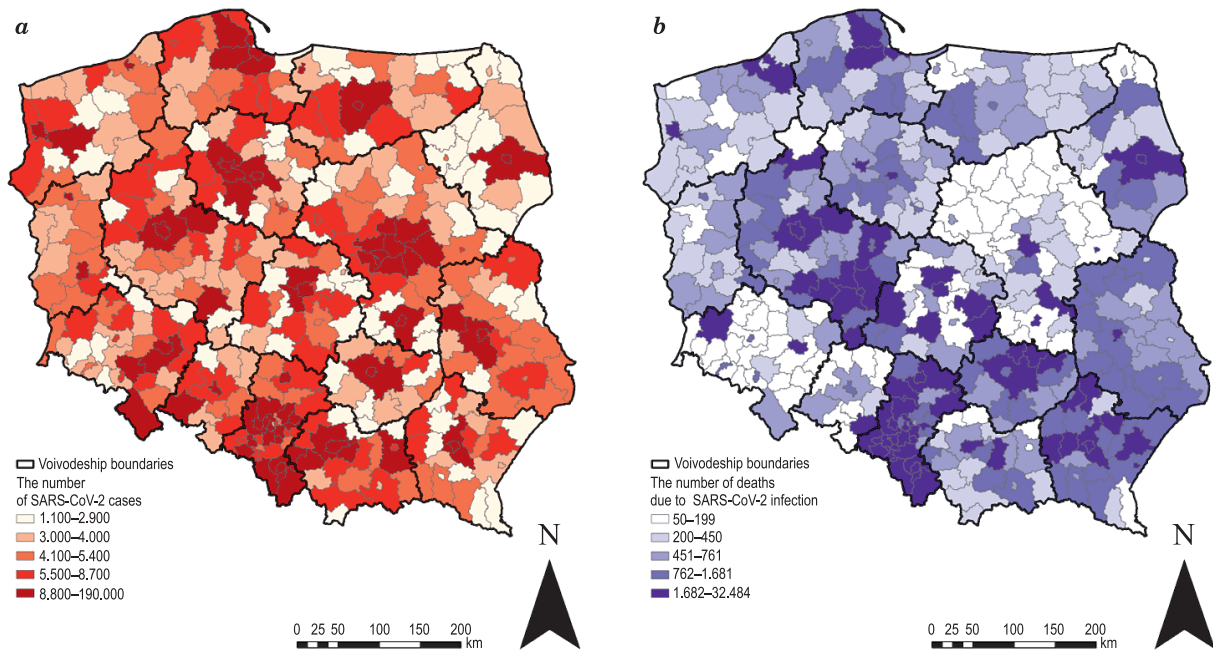 a
Voivodeship boundaries
The number
of SARS-CoV-2 cases
1.100–2.900
3.000–4.000
4.100–5.400
5.500–8.700
8.800–190.000
N
0 25 50 100 150 200
km
b
Voivodeship boundaries
The number of deaths
due to SARS-CoV-2 infection
50–199
200–450
451–761
762–1.681
1.682–32.484
N
0 25 50 100 150 200
km